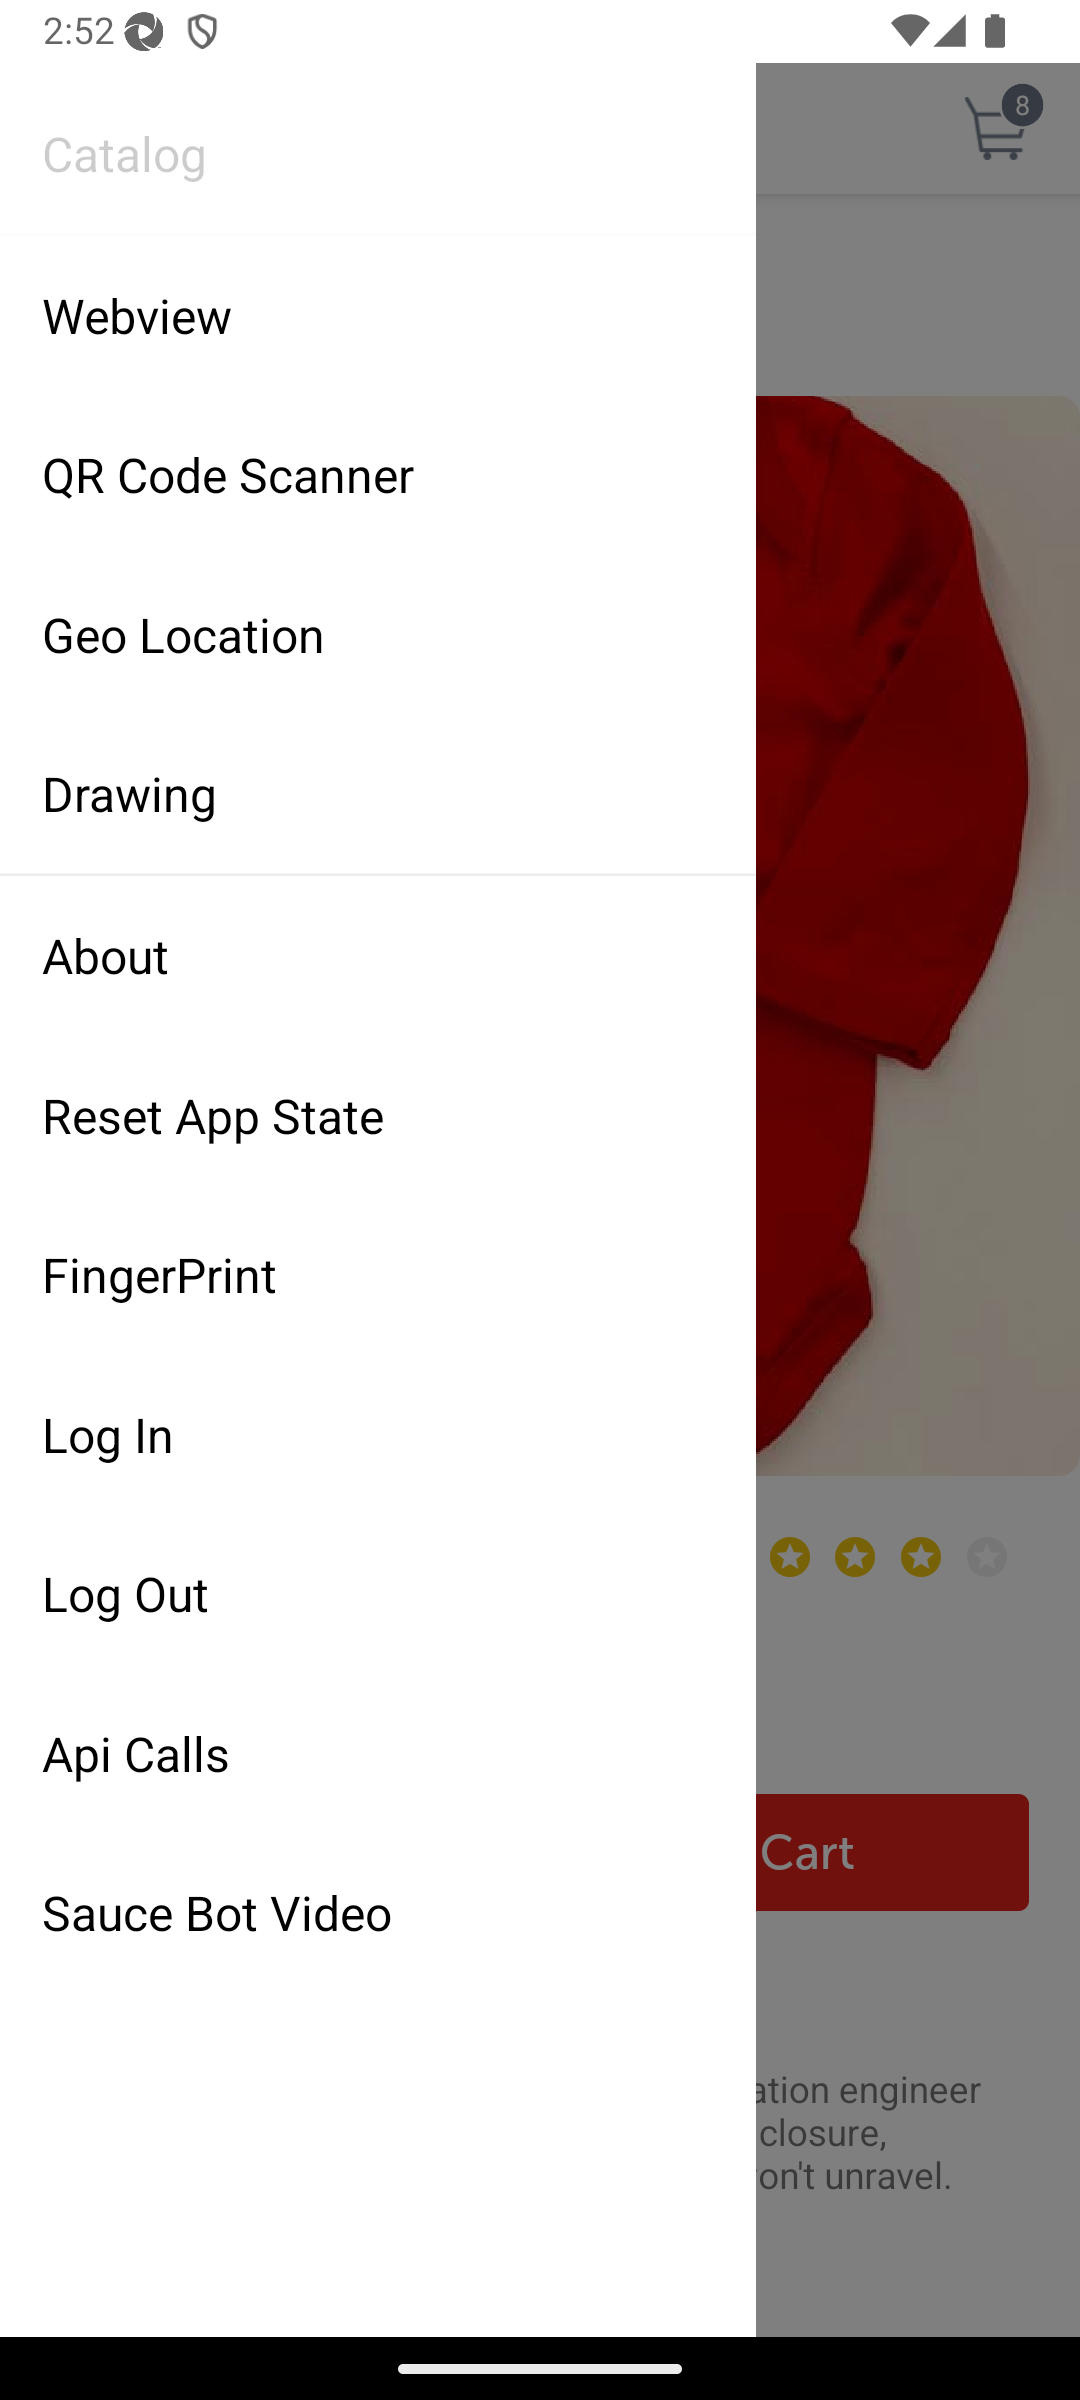 2:52
8
Catalog
Webview
QR Code Scanner
Geo Location
Drawing
About
Reset App State
FingerPrint
Log In
Log Out
Api Calls
Cart
Sauce Bot Video
ation engineer
closure,
on't unravel.